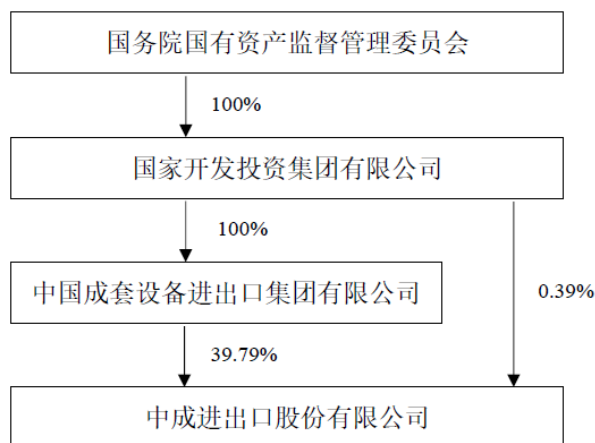 国务院国有资产监督管理委员会
100%
国家开发投资集团有限公司
100%
中国成套设备进出口集团有限公司
0.39%
39.79%
中成进出口股份有限公司